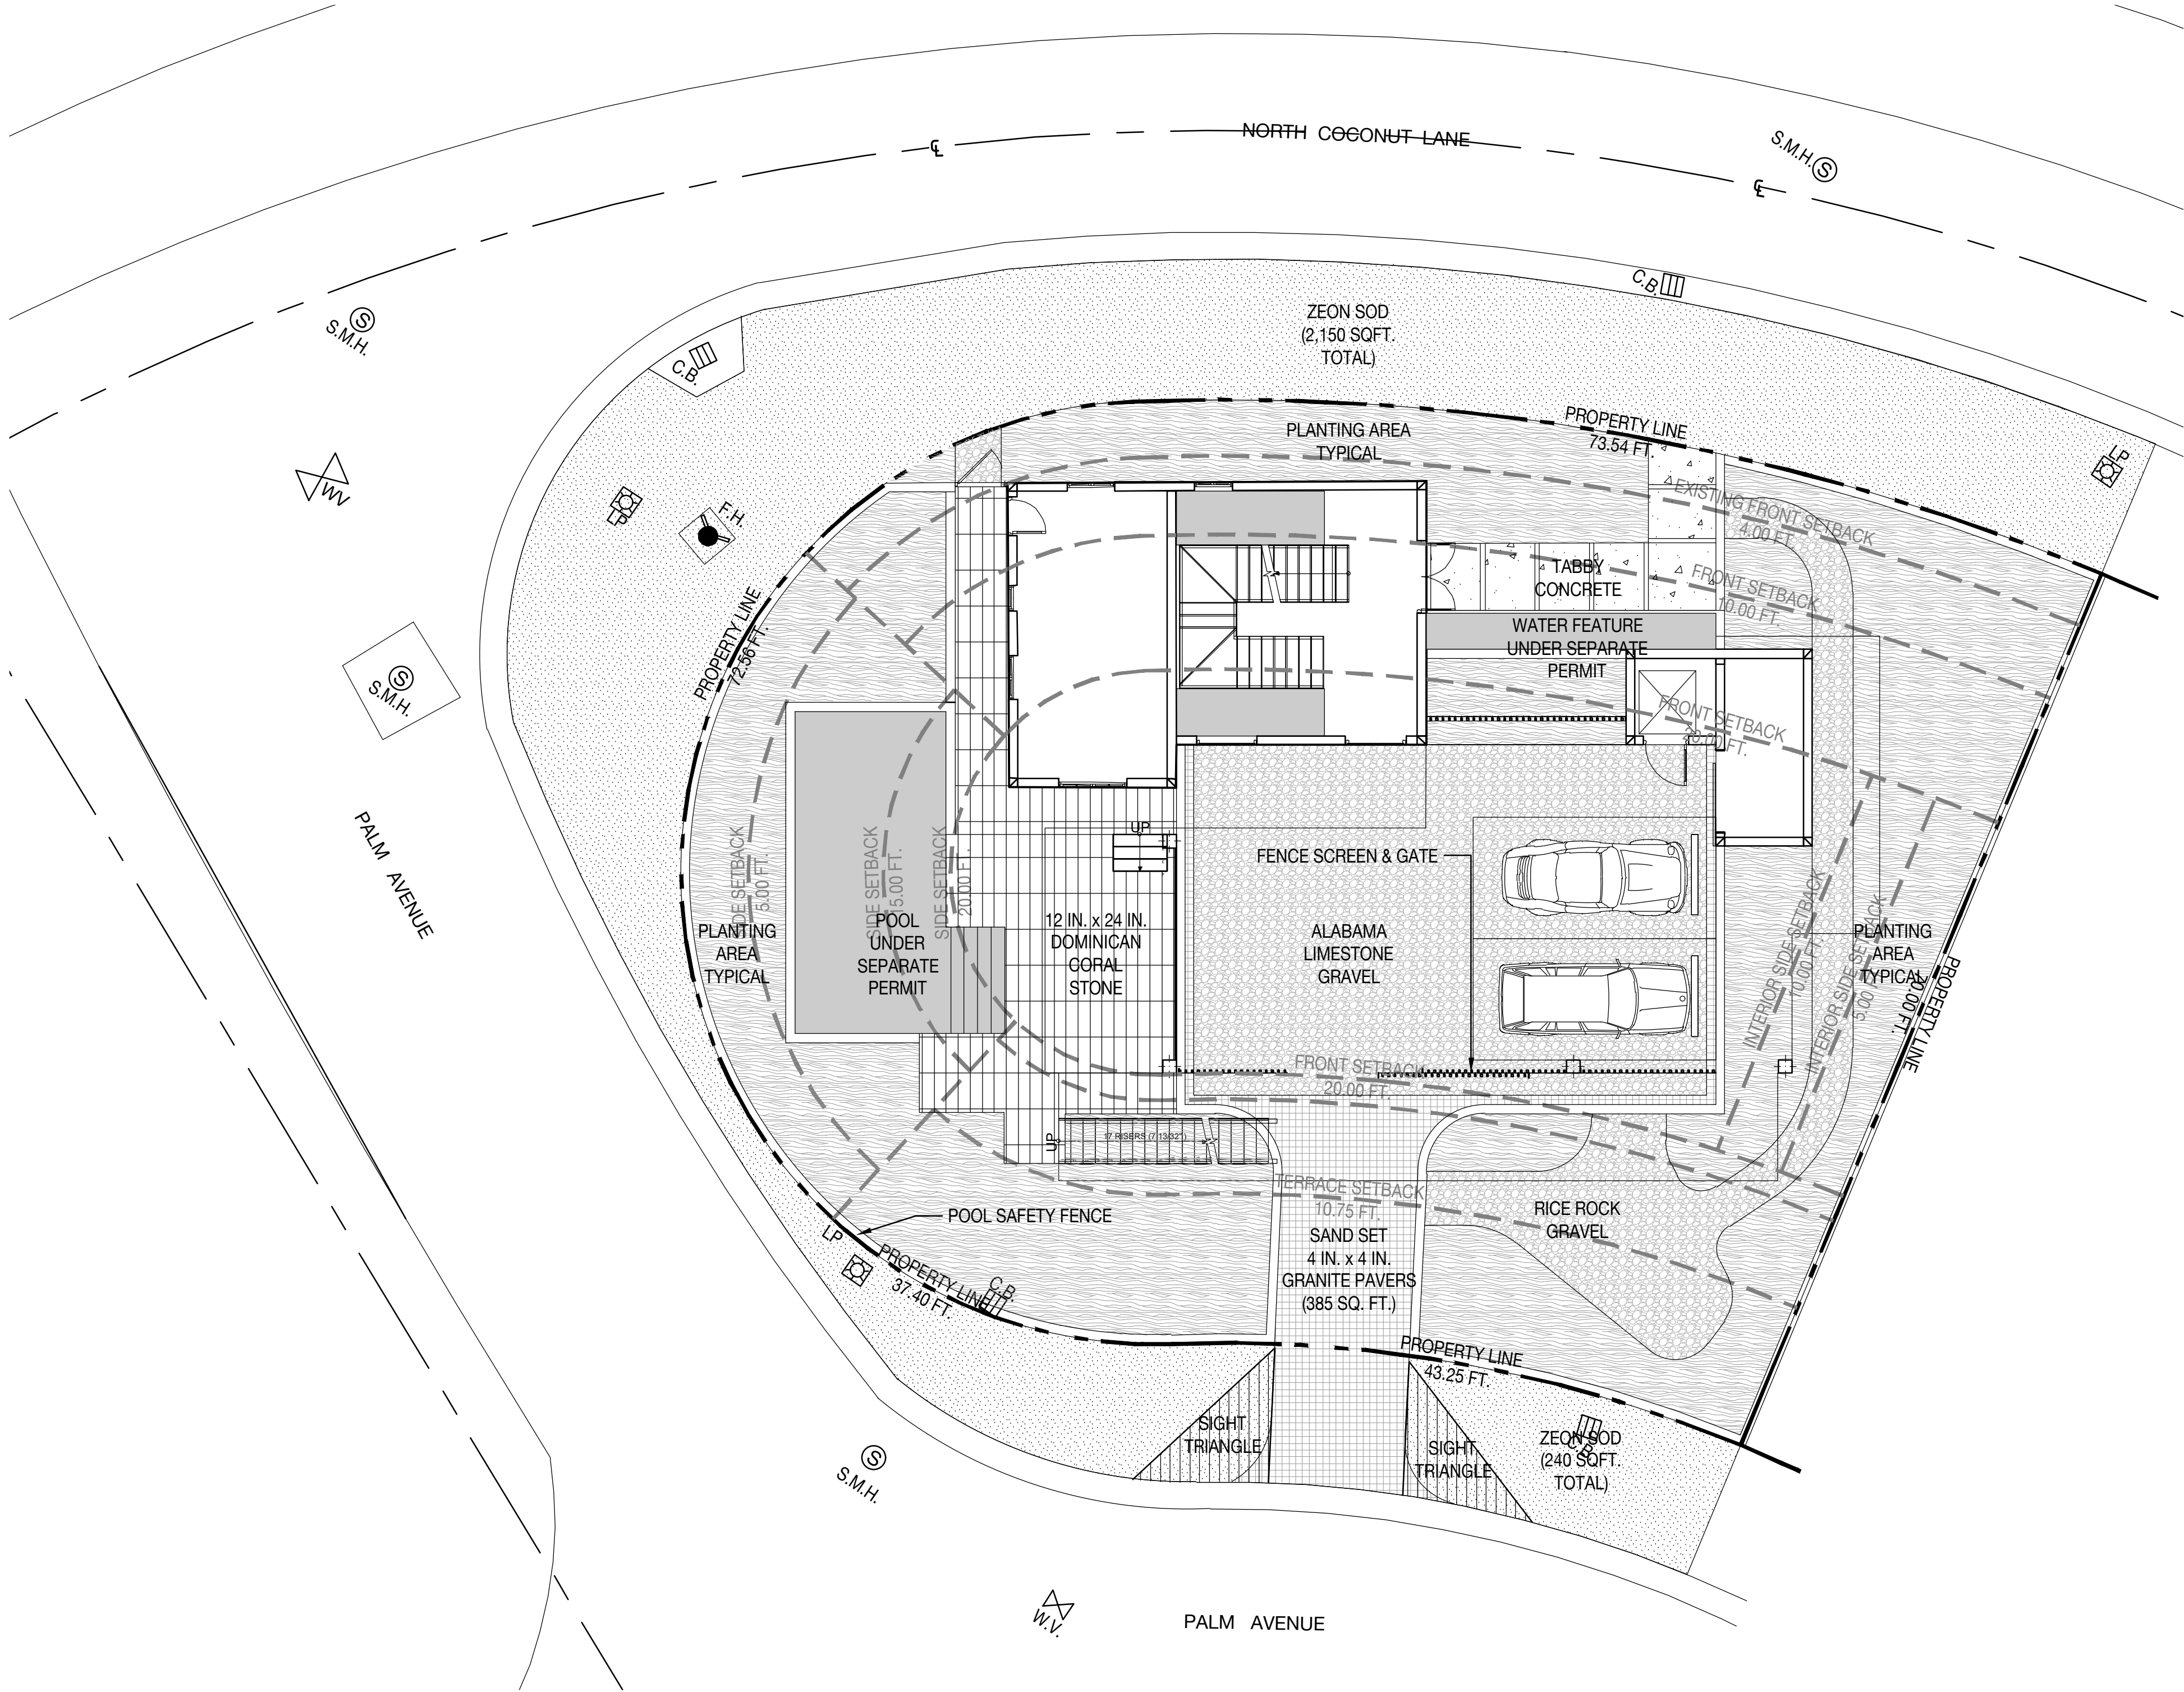 NORTH COCONUT LANE
℄
℄
S.M.H.
S
S
S.M.H.
C.B.
C.B.
ZEON SOD
(2,150 SQFT.
TOTAL)
PROPERTY LINE
73.54 FT.
PLANTING AREA
TYPICAL
LP
WV
LP
F.H.
EXISTING FRONT SETBACK
4.00 FT.
FRONT SETBACK
10.00 FT.
TABBY
CONCRETE
WATER FEATURE
UNDER SEPARATE
PERMIT
FRONT SETBACK
20.00 FT.
PROPERTY LINE
72.56 FT.
S
S.M.H.
PALM AVENUE
UP
FENCE SCREEN & GATE
SIDE SETBACK
5.00 FT.
SIDE SETBACK
15.00 FT.
SIDE SETBACK
20.00 FT.
PLANTING
AREA
TYPICAL
POOL
UNDER
SEPARATE
PERMIT
12 IN. x 24 IN.
DOMINICAN
CORAL
STONE
ALABAMA
LIMESTONE
GRAVEL
INTERIOR SIDE SETBACK
10.00 FT.
INTERIOR SIDE SETBACK
5.00 FT.
PLANTING
AREA
TYPICAL
PROPERTY LINE
FRONT SETBACK
20.00 FT.
UP
17 RISERS (7 13/32")
TERRACE SETBACK
10.75 FT.
SAND SET
4 IN. x 4 IN.
GRANITE PAVERS
(385 SQ. FT.)
RICE ROCK
GRAVEL
POOL SAFETY FENCE
LP
PROPERTY LINE
37.40 FT.
C.B.
PROPERTY LINE
43.25 FT.
SIGHT
TRIANGLE
SIGHT
TRIANGLE
ZEON SOD
(240 SQFT.
TOTAL)
C.B.
S
S.M.H.
W.V.
PALM AVENUE